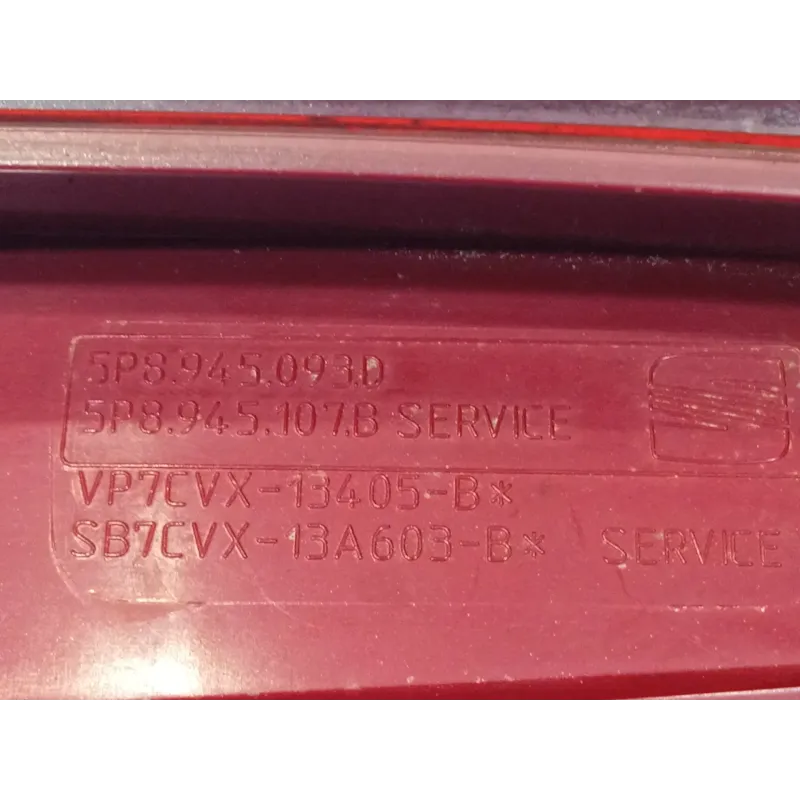 5P8.945.093.D
5P8.945.107.B SERVICE
VP7CVX-13405-B*
SB7CVX-13A603-B* SERVICE